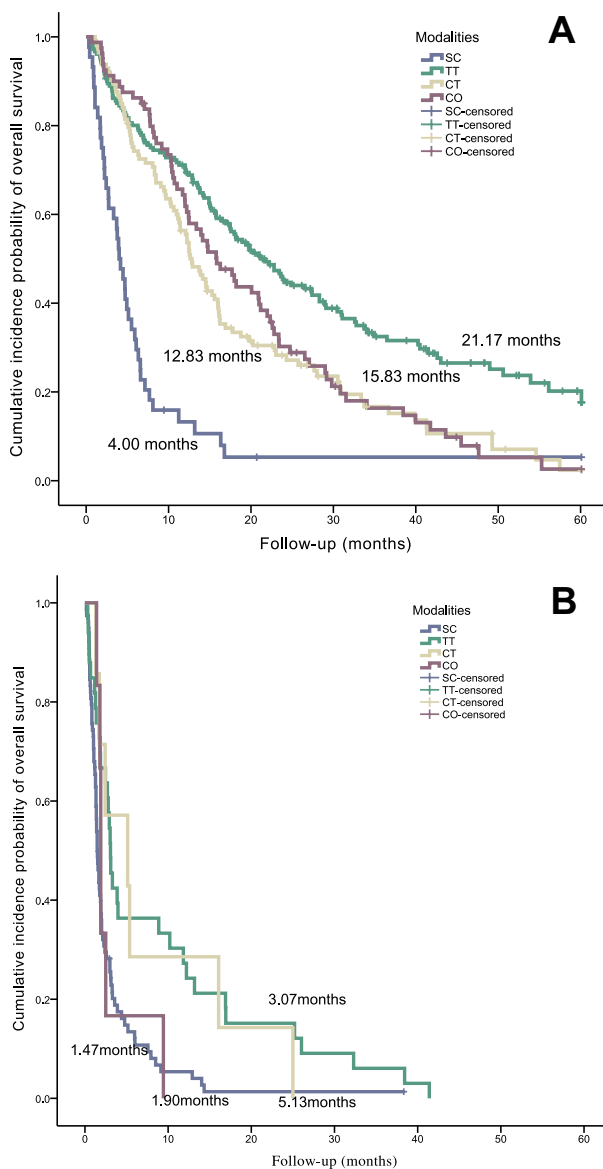 A
Modalities
SC
TT
CT
CO
SC-censored
TT-censored
CT-censored
CO-censored
Cumulative incidence probability of overall survival
1.0
0.8
0.6
0.4
0.2
0.0
21.17 months
12.83 months
15.83 months
4.00 months
0
10
20
30
40
50
60
Follow-up (months)
B
Modalities
SC
TT
CT
CO
SC-censored
TT-censored
CT-censored
CO-censored
Cumulative incidence probability of overall survival
1.0
0.8
0.6
0.4
0.2
0.0
3.07months
1.47months
1.90months
5.13months
0
10
20
30
40
50
60
Follow-up (months)